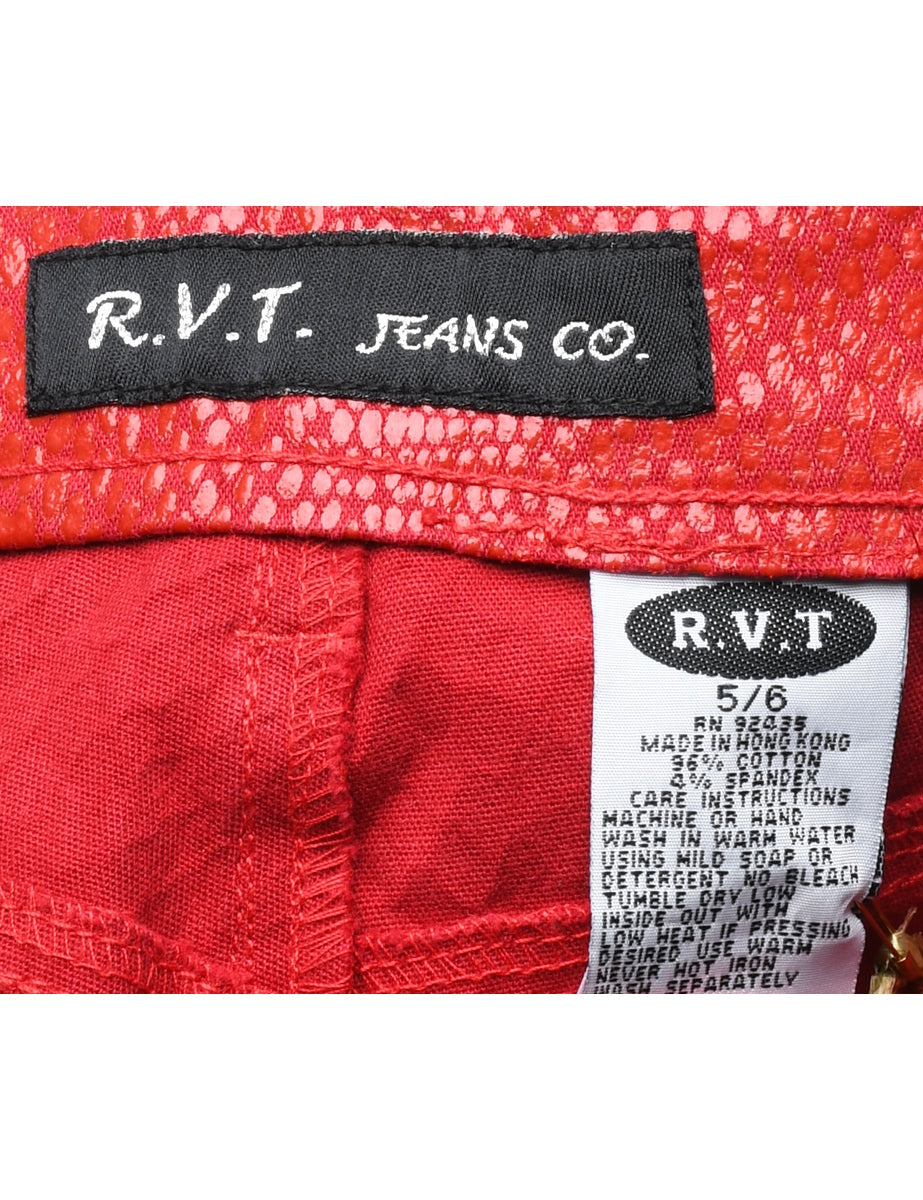 R.V.T. JEANS CO.
R.V.T
5/6
RN 92435
MADE IN HONG KONG
96% COTTON
4% SPANDEX
CARE INSTRUCTIONS
MACHINE OR HAND
WASH IN WARM WATER
USING MILD SOAP OR
DETERGENT NO BLEACH
TUMBLE DRY LOW
INSIDE OUT WITH
LOW HEAT IF PRESSING
DESIRED USE WARM
NEVER HOT IRON
WASH SEPARATELY